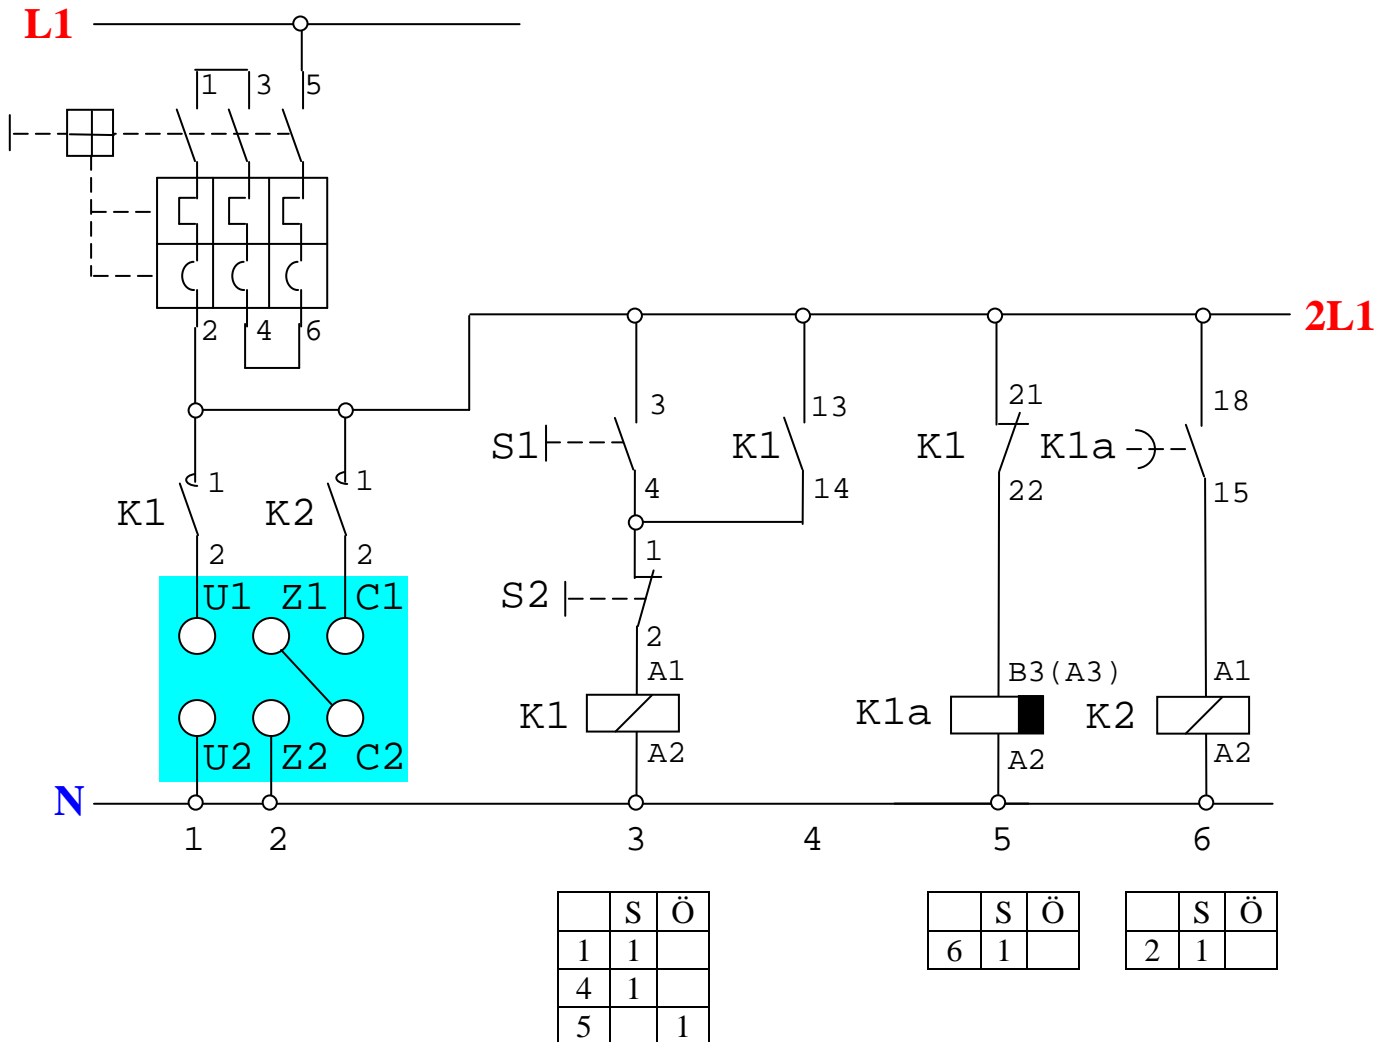 L1
1 3 5
2 4 6
2L1
3 13 21 18
S1 K1 K1 K1a
4 14 22 15
K1 1 K2 1
2 2
1
S2
2
U1 Z1 C1
A1 B3(A3) A1
K1 K1a K2
A2 A2 A2
U2 Z2 C2
N
1 2 3 4 5 6
S Ö S Ö S Ö
1 1 6 1 2 1
4 1
5 1